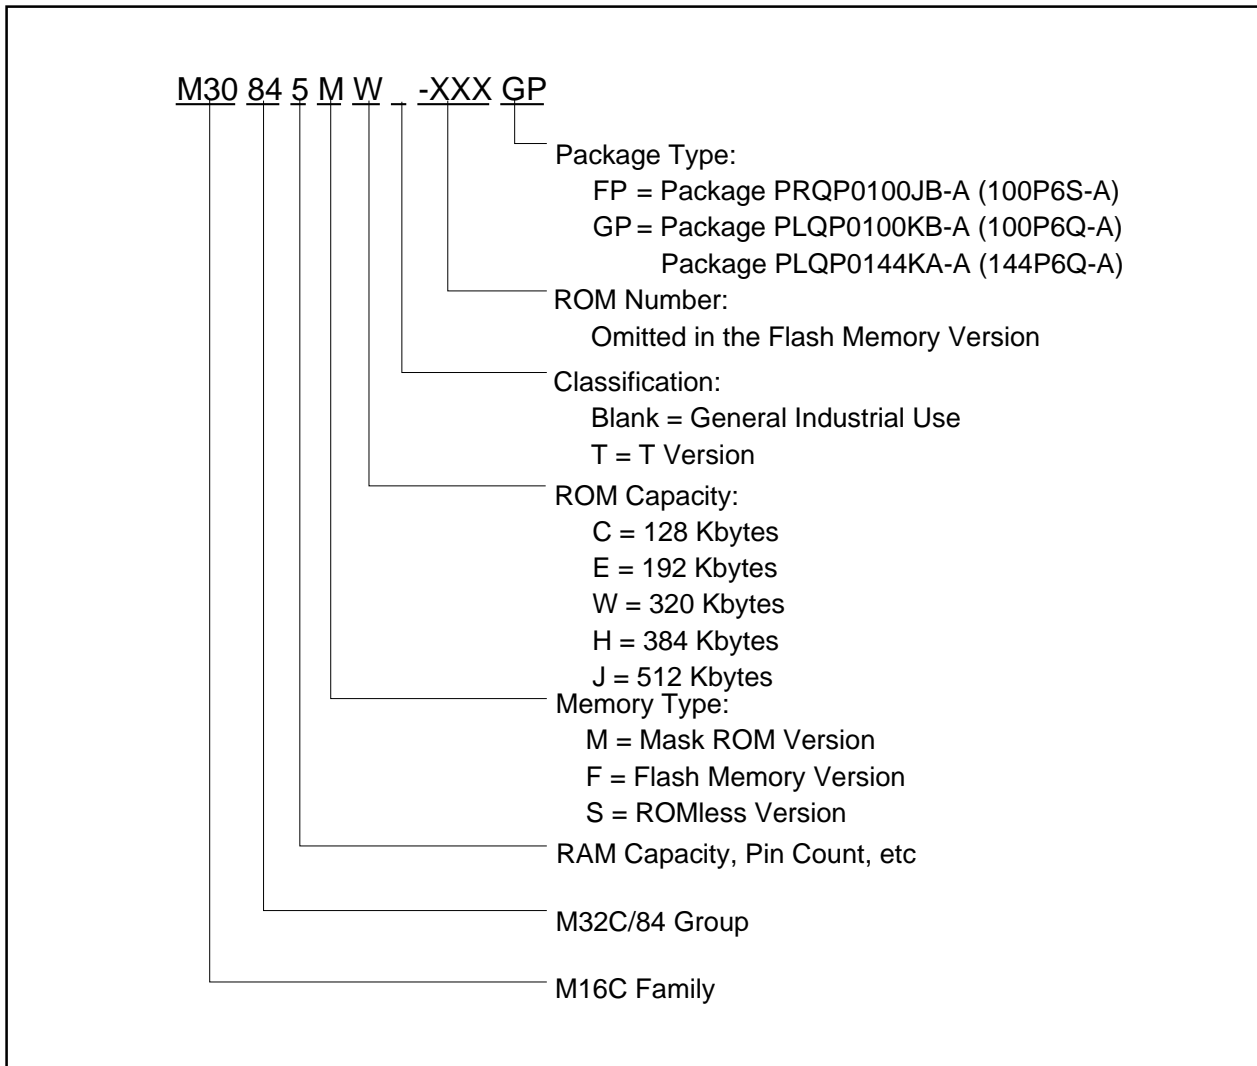 M30 84 5 M W -XXX GP
Package Type:
FP = Package PRQP0100JB-A (100P6S-A)
GP = Package PLQP0100KB-A (100P6Q-A)
Package PLQP0144KA-A (144P6Q-A)
ROM Number:
Omitted in the Flash Memory Version
Classification:
Blank = General Industrial Use
T = T Version
ROM Capacity:
C = 128 Kbytes
E = 192 Kbytes
W = 320 Kbytes
H = 384 Kbytes
J = 512 Kbytes
Memory Type:
M = Mask ROM Version
F = Flash Memory Version
S = ROMless Version
RAM Capacity, Pin Count, etc
M32C/84 Group
M16C Family